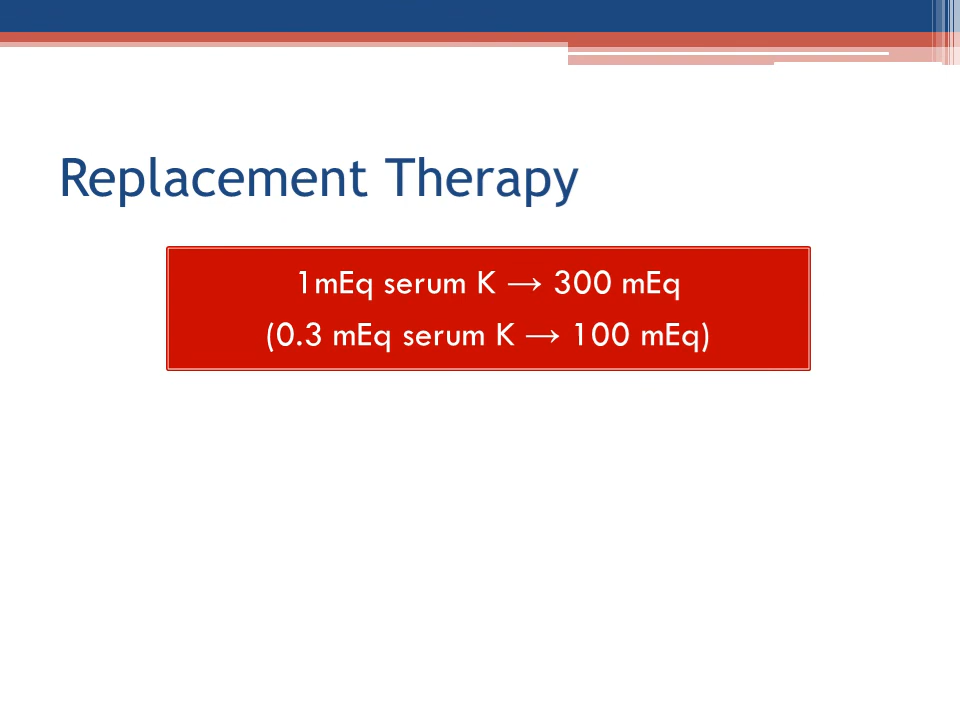 Replacement Therapy
1mEq serum K → 300 mEq
(0.3 mEq serum K → 100 mEq)